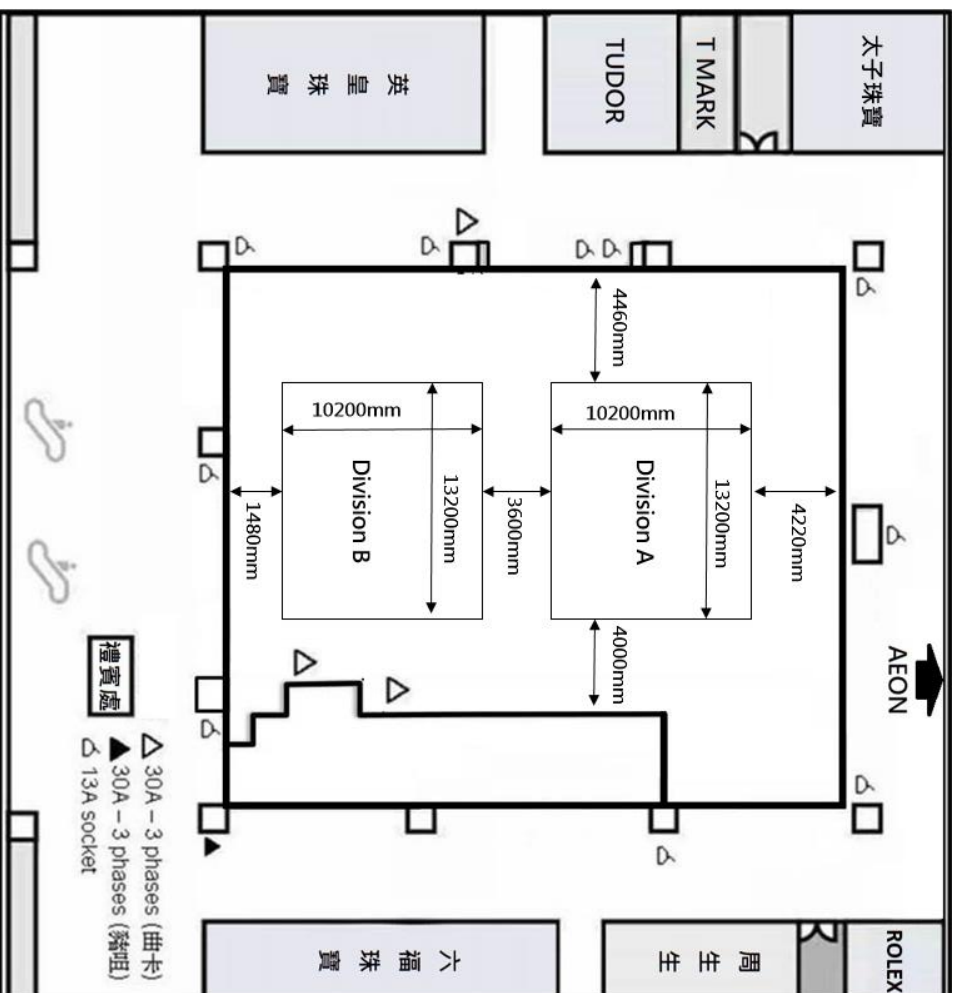 英皇珠寶
TUDOR
T MARK
太子珠寶
4460mm
10200mm
10200mm
Division B
13200mm
Division A
13200mm
1480mm
3600mm
4220mm
4000mm
AEON
禮賓處
30A – 3 phases (曲卡)
30A – 3 phases (豬咀)
13A socket
六福珠寶
周生生
ROLEX